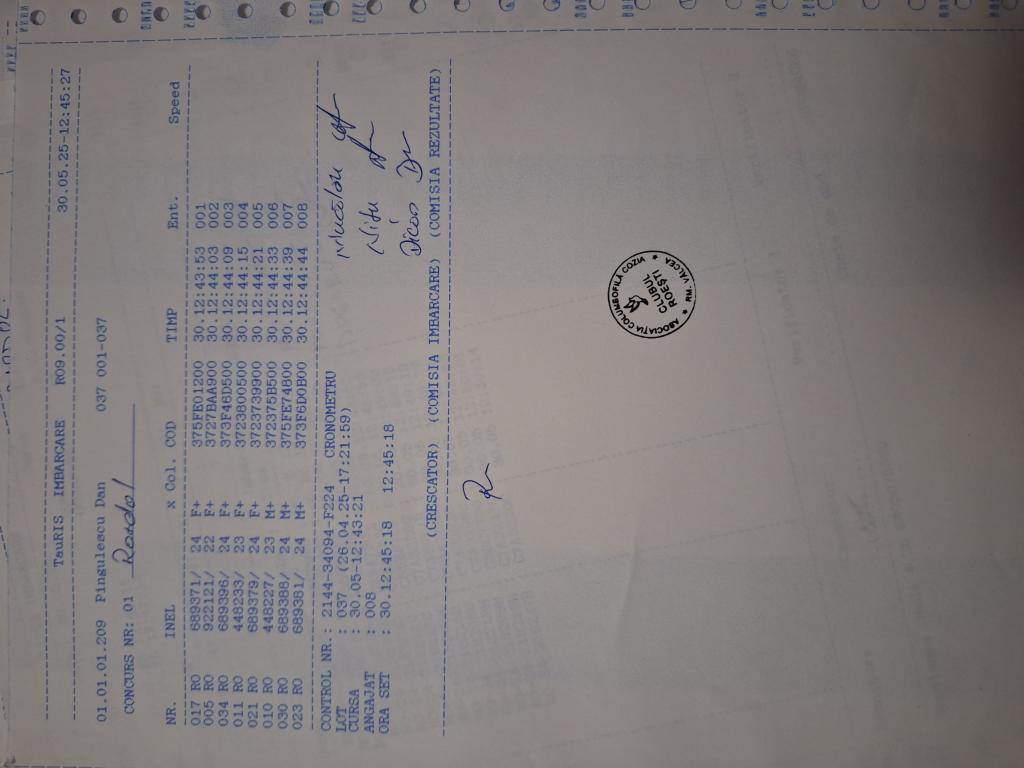 TauRIS IMBARCARE RO9.00/1 30.05.25-12:45:27
01.01.01.209 Pinguleacu Dan 037 001-037
CONCURS NR: 01
NR. INEL x Col. COD TIMP Ent. Speed
017 RO 689371/ 24 F+ 375FE01200 30.12:43:53 001
005 RO 922121/ 22 F+ 3727BAA900 30.12:44:03 002
034 RO 689396/ 24 F+ 373F46D500 30.12:44:09 003
011 RO 448233/ 23 F+ 3723800500 30.12:44:15 004
021 RO 689379/ 24 F+ 3723739900 30.12:44:21 005
010 RO 448227/ 23 M+ 372375B500 30.12:44:33 006
030 RO 689388/ 24 M+ 375FE74800 30.12:44:39 007
023 RO 689381/ 24 M+ 373F6D0B00 30.12:44:44 008
CONTROL NR.: 2144-34094-F224 CRONOMETRU
LOT : 037 (26.04.25-17:21:59)
CURSA : 30.05-12:43:21
ANGAJAT : 008
ORA SET : 30.12:45:18 12:45:18
Nitu
(CRESCATOR) (COMISIA IMBARCARE) (COMISIA REZULTATE)
ASOCIAȚIA COLUMBOFILĂ COZIA
CLUBUL
ROEȘTI
* RM. VÂLCEA *